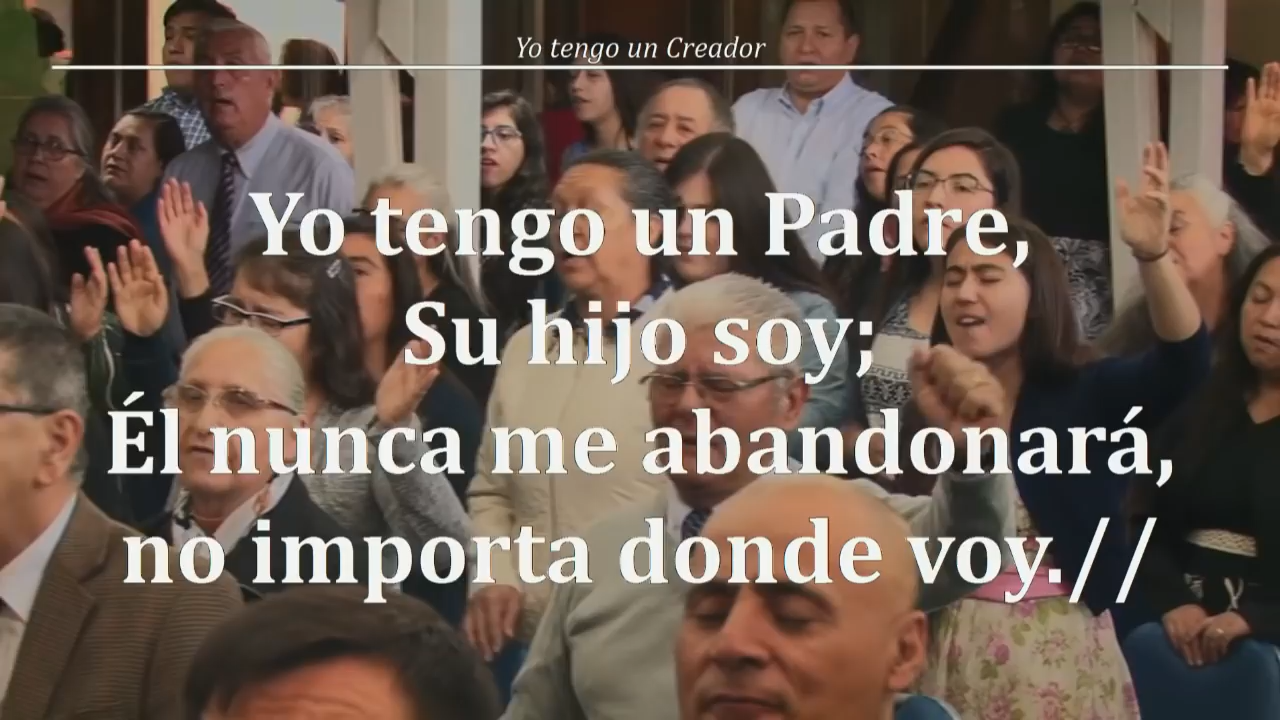 Yo tengo un Creador
Yo tengo un Padre,
Su hijo soy;
Él nunca me abandonará,
no importa donde voy.//